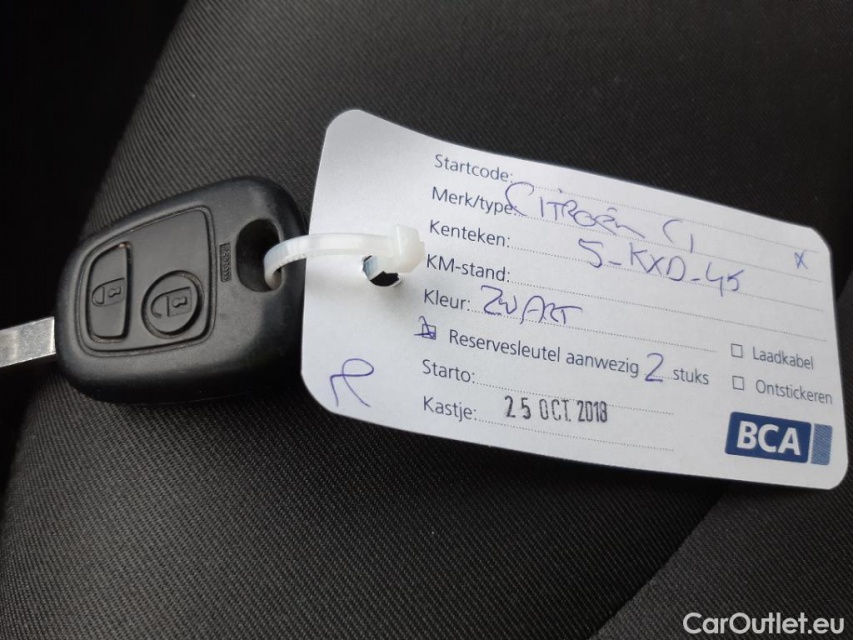 Startcode:
Merk/type: CITROËN C1
Kenteken: 5-KXD-45
x
KM-stand:
Kleur: ZWART
Reservesleutel aanwezig 2 stuks
Laadkabel
Starto:
Ontstickeren
Kastje: 25 OCT. 2018
BCA
CarOutlet.eu